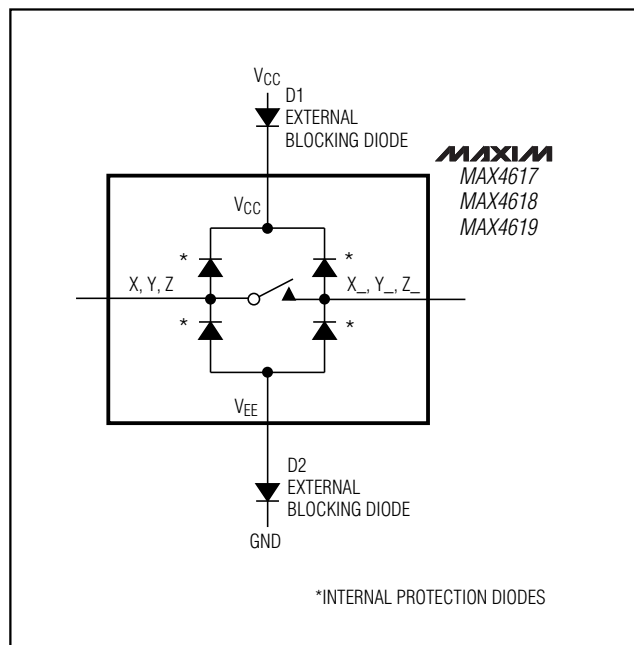 VCC
D1
EXTERNAL
BLOCKING DIODE
MAXIM
MAX4617
MAX4618
MAX4619
VCC
* *
X, Y, Z
X_, Y_, Z_
* *
VEE
D2
EXTERNAL
BLOCKING DIODE
GND
*INTERNAL PROTECTION DIODES